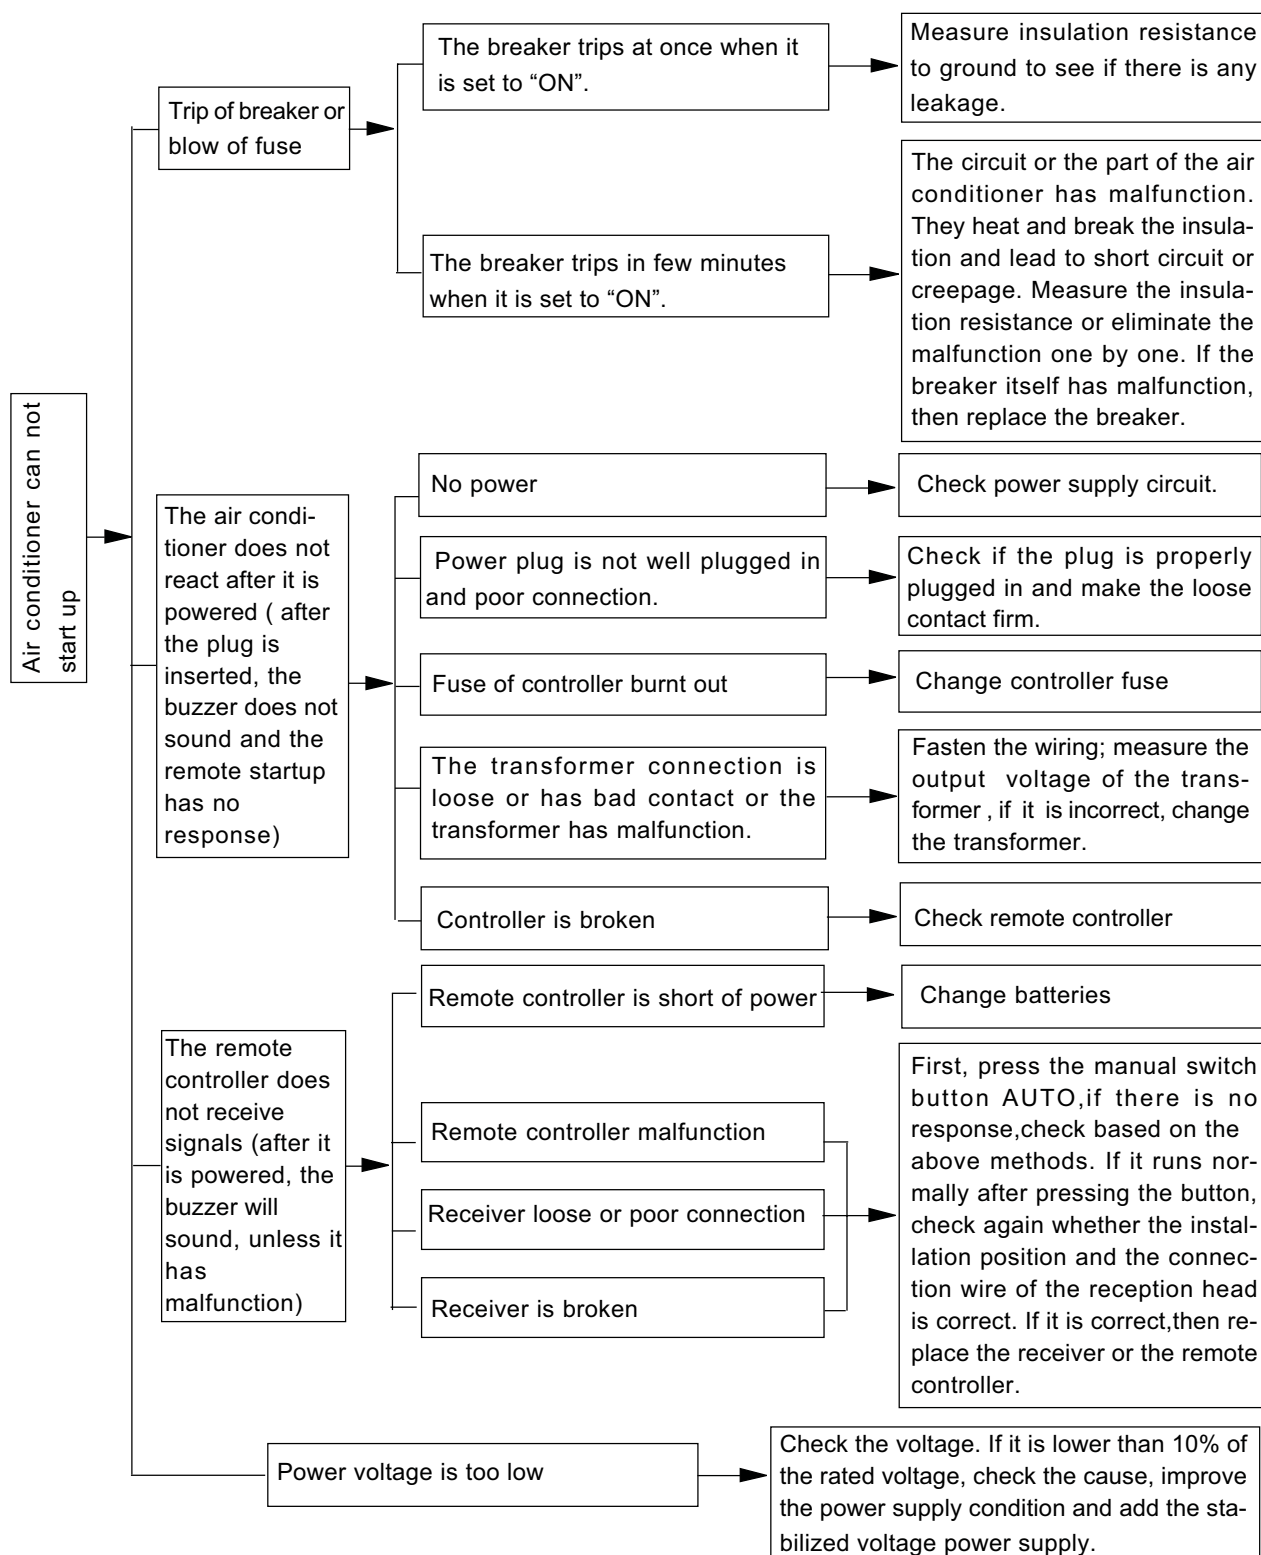 Air conditioner can not
start up
Trip of breaker or
blow of fuse
The breaker trips at once when it
is set to “ON”.
Measure insulation resistance
to ground to see if there is any
leakage.
The breaker trips in few minutes
when it is set to “ON”.
The circuit or the part of the air
conditioner has malfunction.
They heat and break the insula-
tion and lead to short circuit or
creepage. Measure the insula-
tion resistance or eliminate the
malfunction one by one. If the
breaker itself has malfunction,
then replace the breaker.
The air condi-
tioner does not
react after it is
powered ( after
the plug is
inserted, the
buzzer does not
sound and the
remote startup
has no
response)
No power
Check power supply circuit.
Power plug is not well plugged in
and poor connection.
Check if the plug is properly
plugged in and make the loose
contact firm.
Fuse of controller burnt out
Change controller fuse
The transformer connection is
loose or has bad contact or the
transformer has malfunction.
Fasten the wiring; measure the
output voltage of the trans-
former , if it is incorrect, change
the transformer.
Controller is broken
Check remote controller
The remote
controller does
not receive
signals (after it
is powered, the
buzzer will
sound, unless it
has
malfunction)
Remote controller is short of power
Change batteries
Remote controller malfunction
Receiver loose or poor connection
Receiver is broken
First, press the manual switch
button AUTO,if there is no
response,check based on the
above methods. If it runs nor-
mally after pressing the button,
check again whether the instal-
lation position and the connec-
tion wire of the reception head
is correct. If it is correct,then re-
place the receiver or the remote
controller.
Power voltage is too low
Check the voltage. If it is lower than 10% of
the rated voltage, check the cause, improve
the power supply condition and add the sta-
bilized voltage power supply.